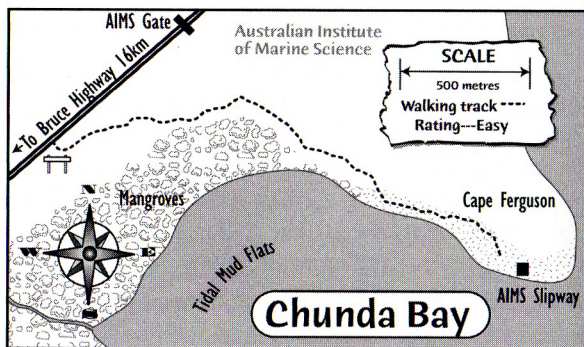 AIMS Gate
Australian Institute
of Marine Science
SCALE
500 metres
Walking track
Rating---Easy
To Bruce Highway 16km
Mangroves
N
W
E
S
Cape Ferguson
Tidal Mud Flats
AIMS Slipway
Chunda Bay